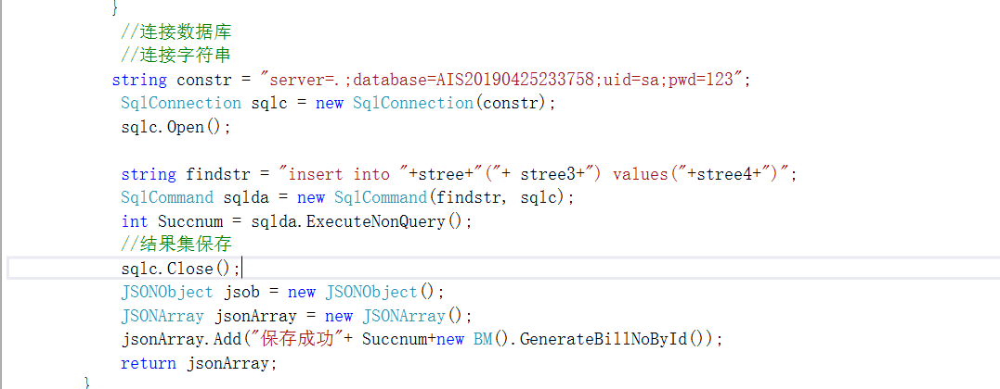 }
//连接数据库
//连接字符串
string constr = "server=.;database=AIS20190425233758;uid=sa;pwd=123";
SqlConnection sqlc = new SqlConnection(constr);
sqlc.Open();
string findstr = "insert into "+stree+"("+ stree3+") values("+stree4+")";
SqlCommand sqlda = new SqlCommand(findstr, sqlc);
int Succnum = sqlda.ExecuteNonQuery();
//结果集保存
sqlc.Close();
JSONObject jsob = new JSONObject();
JSONArray jsonArray = new JSONArray();
jsonArray.Add("保存成功"+ Succnum+new BM().GenerateBillNoById());
return jsonArray;
}